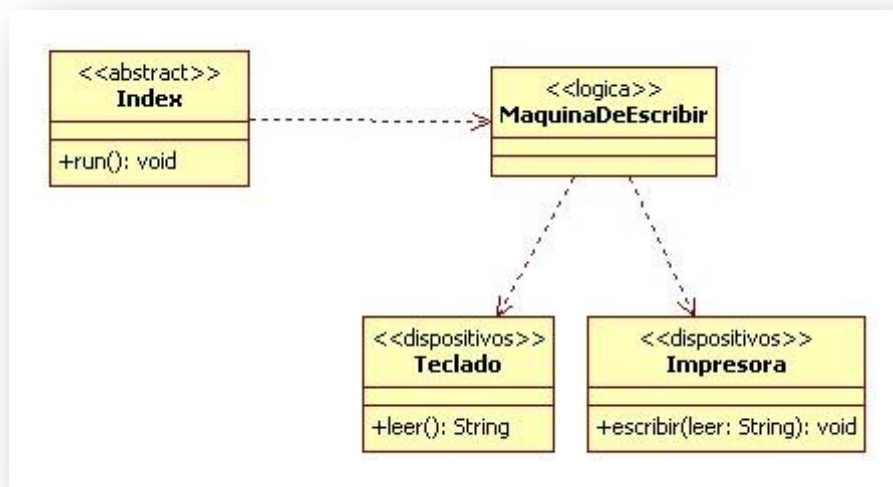 <<abstract>>
Index
+run(): void
<<logica>>
MaquinaDeEscribir
<<dispositivos>>
Teclado
+leer(): String
<<dispositivos>>
Impresora
+escribir(leer: String): void